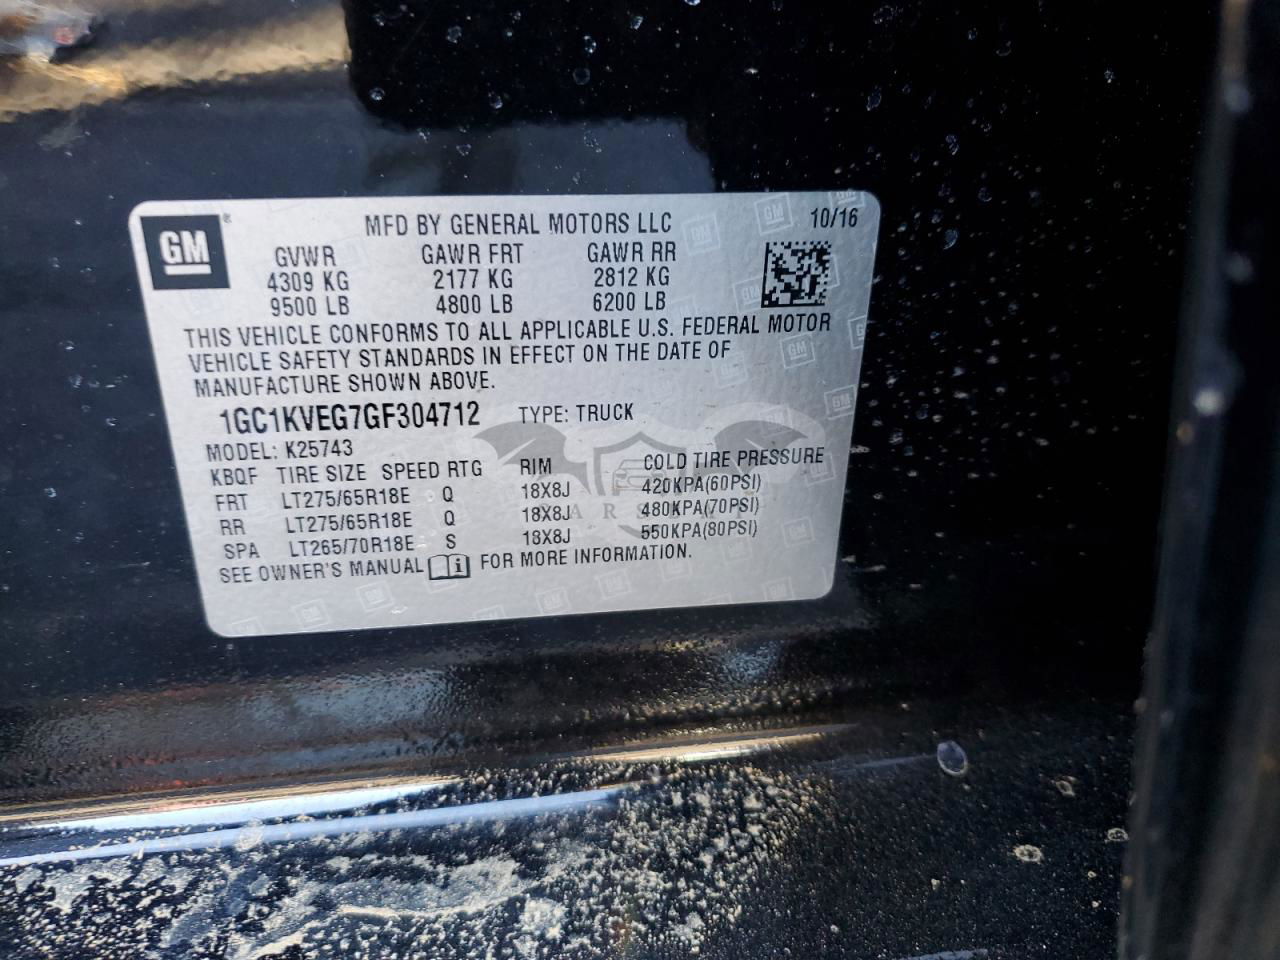 GM ®
MFD BY GENERAL MOTORS LLC 10/16
GVWR GAWR FRT GAWR RR
4309 KG 2177 KG 2812 KG
9500 LB 4800 LB 6200 LB
THIS VEHICLE CONFORMS TO ALL APPLICABLE U.S. FEDERAL MOTOR
VEHICLE SAFETY STANDARDS IN EFFECT ON THE DATE OF
MANUFACTURE SHOWN ABOVE.
1GC1KVEG7GF304712 TYPE: TRUCK
MODEL: K25743
KBQF TIRE SIZE SPEED RTG RIM COLD TIRE PRESSURE
FRT LT275/65R18E Q 18X8J 420KPA(60PSI)
RR LT275/65R18E Q 18X8J 480KPA(70PSI)
SPA LT265/70R18E S 18X8J 550KPA(80PSI)
SEE OWNER'S MANUAL i FOR MORE INFORMATION.